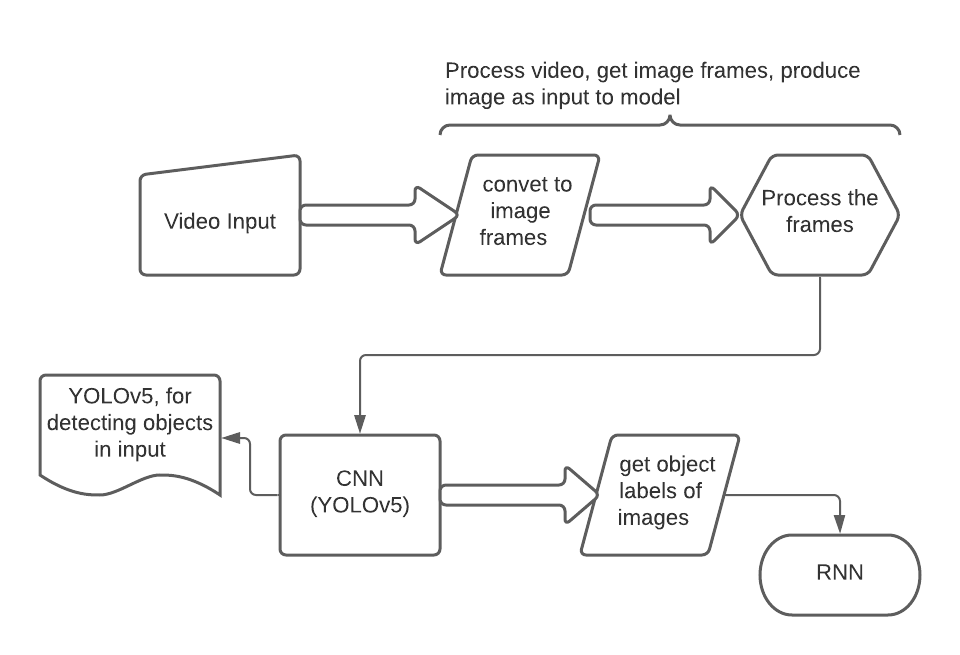 Process video, get image frames, produce
image as input to model
Video Input
convet to
image
frames
Process the
frames
YOLOv5, for
detecting objects
in input
CNN
(YOLOv5)
get object
labels of
images
RNN